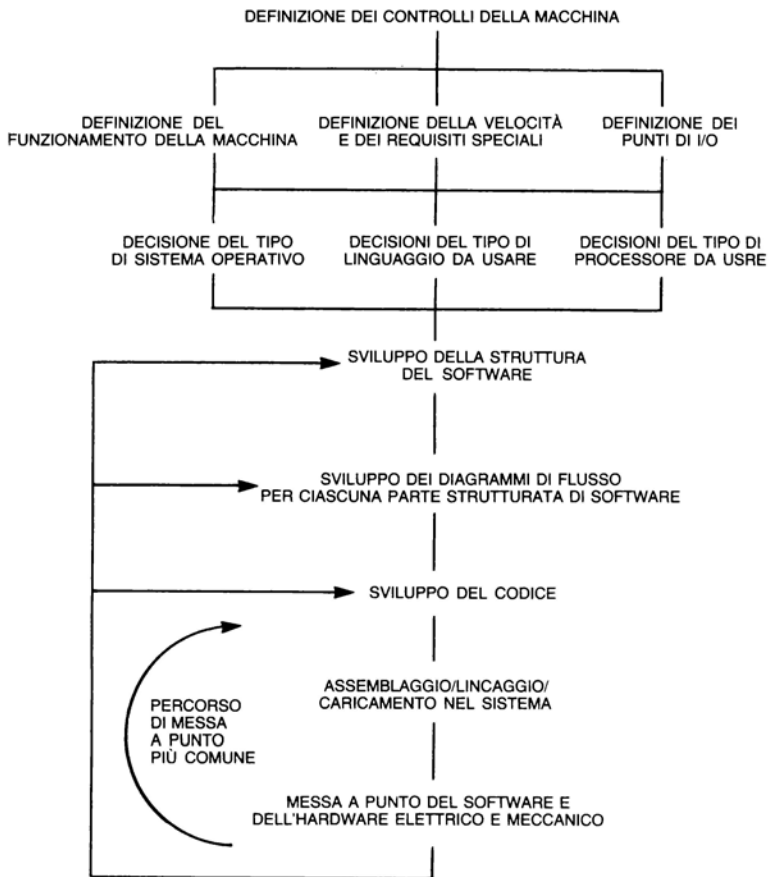 DEFINIZIONE DEI CONTROLLI DELLA MACCHINA
DEFINIZIONE DEL
FUNZIONAMENTO DELLA MACCHINA
DEFINIZIONE DELLA VELOCITÀ
E DEI REQUISITI SPECIALI
DEFINIZIONE DEI
PUNTI DI I/O
DECISIONE DEL TIPO
DI SISTEMA OPERATIVO
DECISIONI DEL TIPO DI
LINGUAGGIO DA USARE
DECISIONI DEL TIPO DI
PROCESSORE DA USRE
SVILUPPO DELLA STRUTTURA
DEL SOFTWARE
SVILUPPO DEI DIAGRAMMI DI FLUSSO
PER CIASCUNA PARTE STRUTTURATA DI SOFTWARE
SVILUPPO DEL CODICE
ASSEMBLAGGIO/LINCAGGIO/
CARICAMENTO NEL SISTEMA
PERCORSO
DI MESSA
A PUNTO
PIÙ COMUNE
MESSA A PUNTO DEL SOFTWARE E
DELL'HARDWARE ELETTRICO E MECCANICO